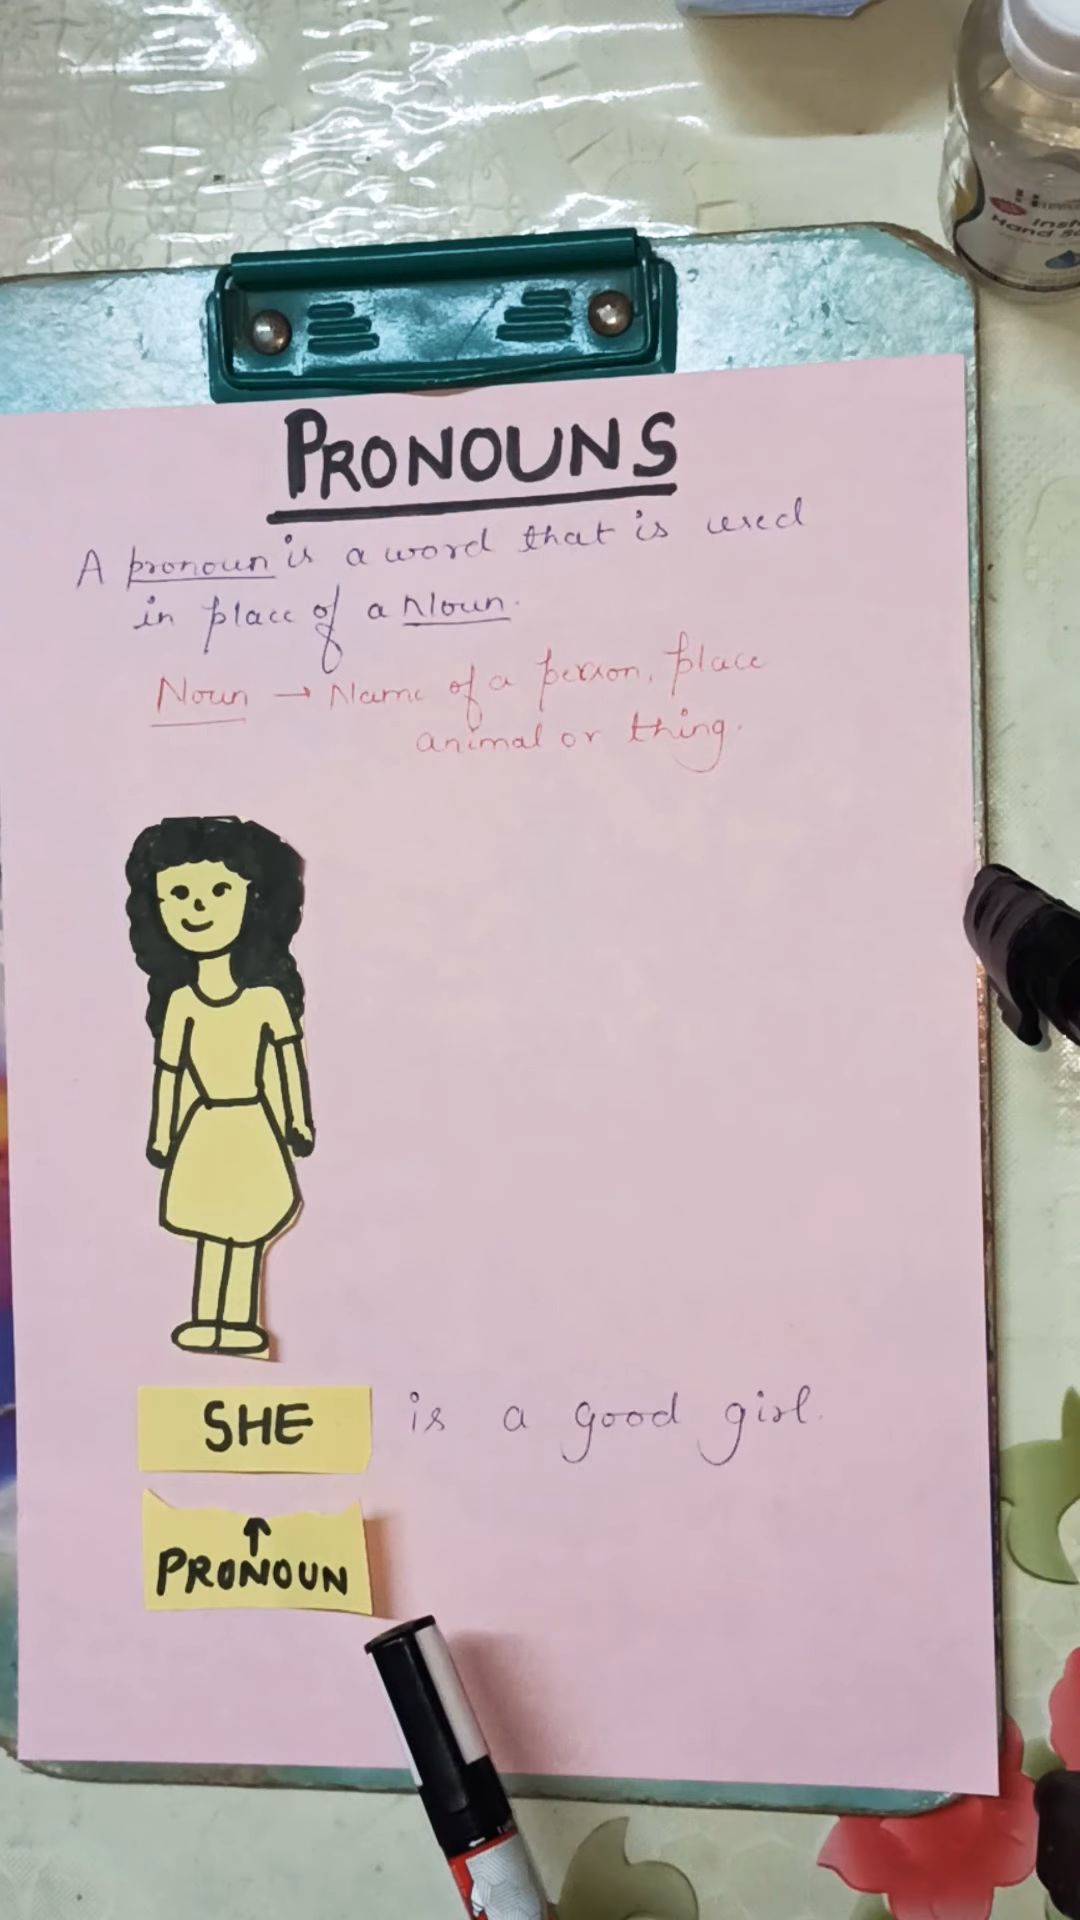 PRONOUNS
A pronoun is a word that is used
in place of a Noun.
Noun → Name of a person, place
animal or thing.
SHE is a good girl.
↑
PRONOUN
Hand